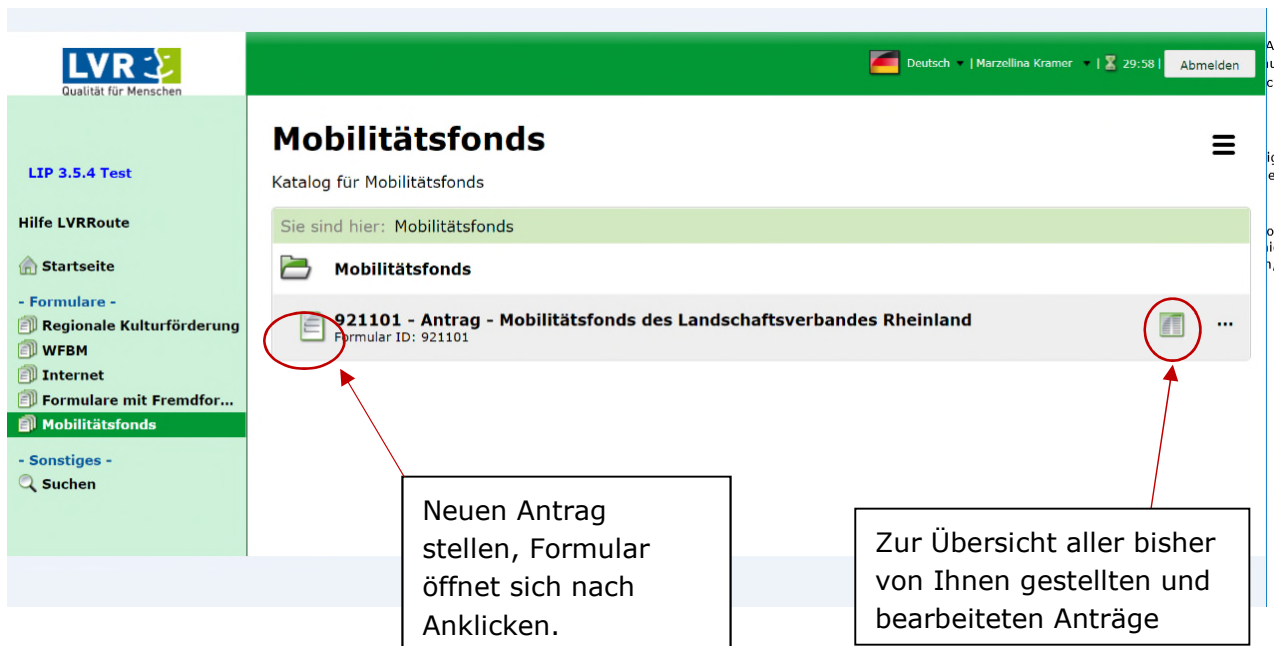 LVR
Qualität für Menschen
Deutsch | Marzellina Kramer | 29:58 |
Abmelden
LIP 3.5.4 Test
Hilfe LVRRoute
Startseite
- Formulare -
Regionale Kulturförderung
WFBM
Internet
Formulare mit Fremdfor...
Mobilitätsfonds
- Sonstiges -
Suchen
Mobilitätsfonds
Katalog für Mobilitätsfonds
Sie sind hier: Mobilitätsfonds
Mobilitätsfonds
921101 - Antrag - Mobilitätsfonds des Landschaftsverbandes Rheinland
Formular ID: 921101
...
Neuen Antrag
stellen, Formular
öffnet sich nach
Anklicken.
Zur Übersicht aller bisher
von Ihnen gestellten und
bearbeiteten Anträge